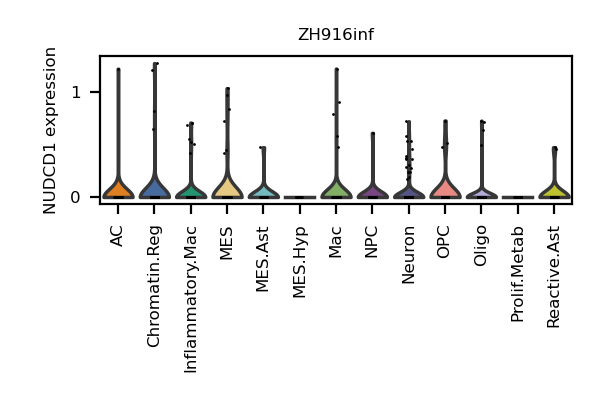 ZH916inf
NUDCD1 expression
1
0
AC
Chromatin.Reg
Inflammatory.Mac
MES
MES.Ast
MES.Hyp
Mac
NPC
Neuron
OPC
Oligo
Prolif.Metab
Reactive.Ast